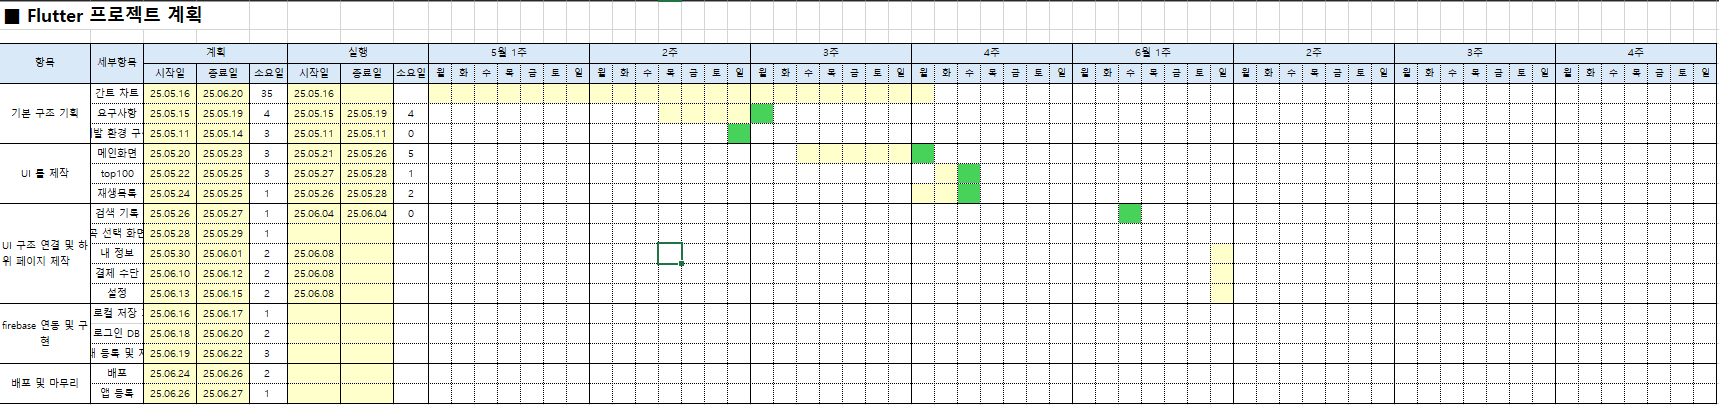 ■ Flutter 프로젝트 계획
항목 세부항목 계획 실행 5월 1주 2주 3주 4주 6월 1주 2주 3주 4주
시작일 종료일 소요일 시작일 종료일 소요일 월 화 수 목 금 토 일 월 화 수 목 금 토 일 월 화 수 목 금 토 일 월 화 수 목 금 토 일 월 화 수 목 금 토 일 월 화 수 목 금 토 일 월 화 수 목 금 토 일 월 화 수 목 금 토 일
기본 구조 기획
간트 차트 25.05.16 25.06.20 35 25.05.16
요구사항 25.05.15 25.05.19 4 25.05.15 25.05.19 4
발 환경 25.05.11 25.05.14 3 25.05.11 25.05.11 0
UI 틀 제작
메인화면 25.05.20 25.05.23 3 25.05.21 25.05.26 5
top100 25.05.22 25.05.25 3 25.05.27 25.05.28 1
재생목록 25.05.24 25.05.25 1 25.05.26 25.05.28 2
UI 구조 연결 및 하
위 페이지 제작
검색 기록 25.05.26 25.05.27 1 25.06.04 25.06.04 0
곡 선택 화면 25.05.28 25.05.29 1
내 정보 25.05.30 25.06.01 2 25.06.08
결제 수단 25.06.10 25.06.12 2 25.06.08
설정 25.06.13 25.06.15 2 25.06.08
firebase 연동 및 구
현
로컬 저장 25.06.16 25.06.17 1
로그인 DB 25.06.18 25.06.20 2
등록 및 25.06.19 25.06.22 3
배포 및 마무리
배포 25.06.24 25.06.26 2
앱 등록 25.06.26 25.06.27 1